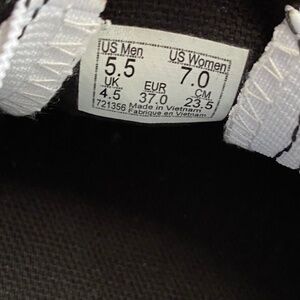 US Men US Women
5.5 7.0
UK EUR CM
4.5 37.0 23.5
721356 Made in Vietnam
Fabrique en Vietnam